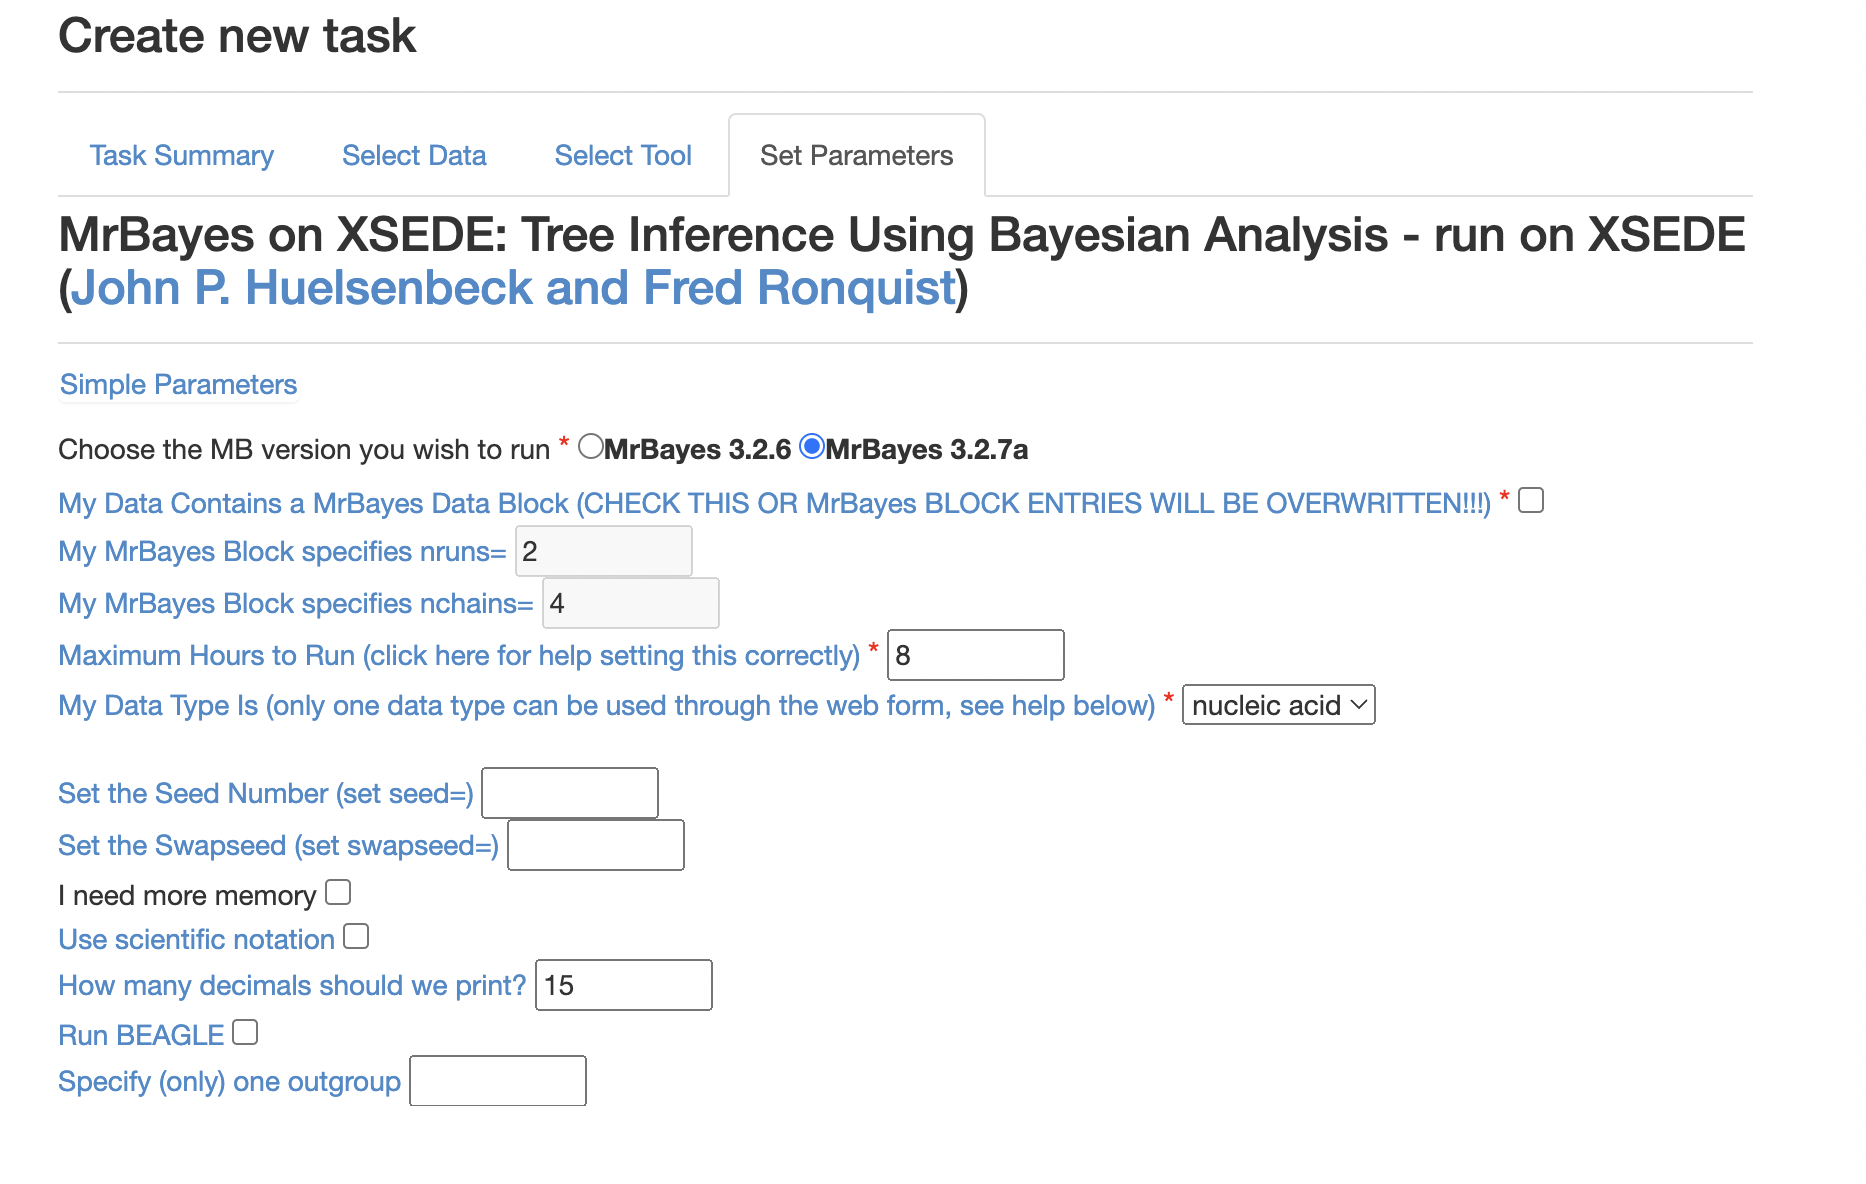 Create new task
Task Summary Select Data Select Tool Set Parameters
MrBayes on XSEDE: Tree Inference Using Bayesian Analysis - run on XSEDE
(John P. Huelsenbeck and Fred Ronquist)
Simple Parameters
Choose the MB version you wish to run * MrBayes 3.2.6 MrBayes 3.2.7a
My Data Contains a MrBayes Data Block (CHECK THIS OR MrBayes BLOCK ENTRIES WILL BE OVERWRITTEN!!!) *
My MrBayes Block specifies nruns= 2
My MrBayes Block specifies nchains= 4
Maximum Hours to Run (click here for help setting this correctly) * 8
My Data Type Is (only one data type can be used through the web form, see help below) * nucleic acid
Set the Seed Number (set seed=)
Set the Swapseed (set swapseed=)
I need more memory
Use scientific notation
How many decimals should we print? 15
Run BEAGLE
Specify (only) one outgroup